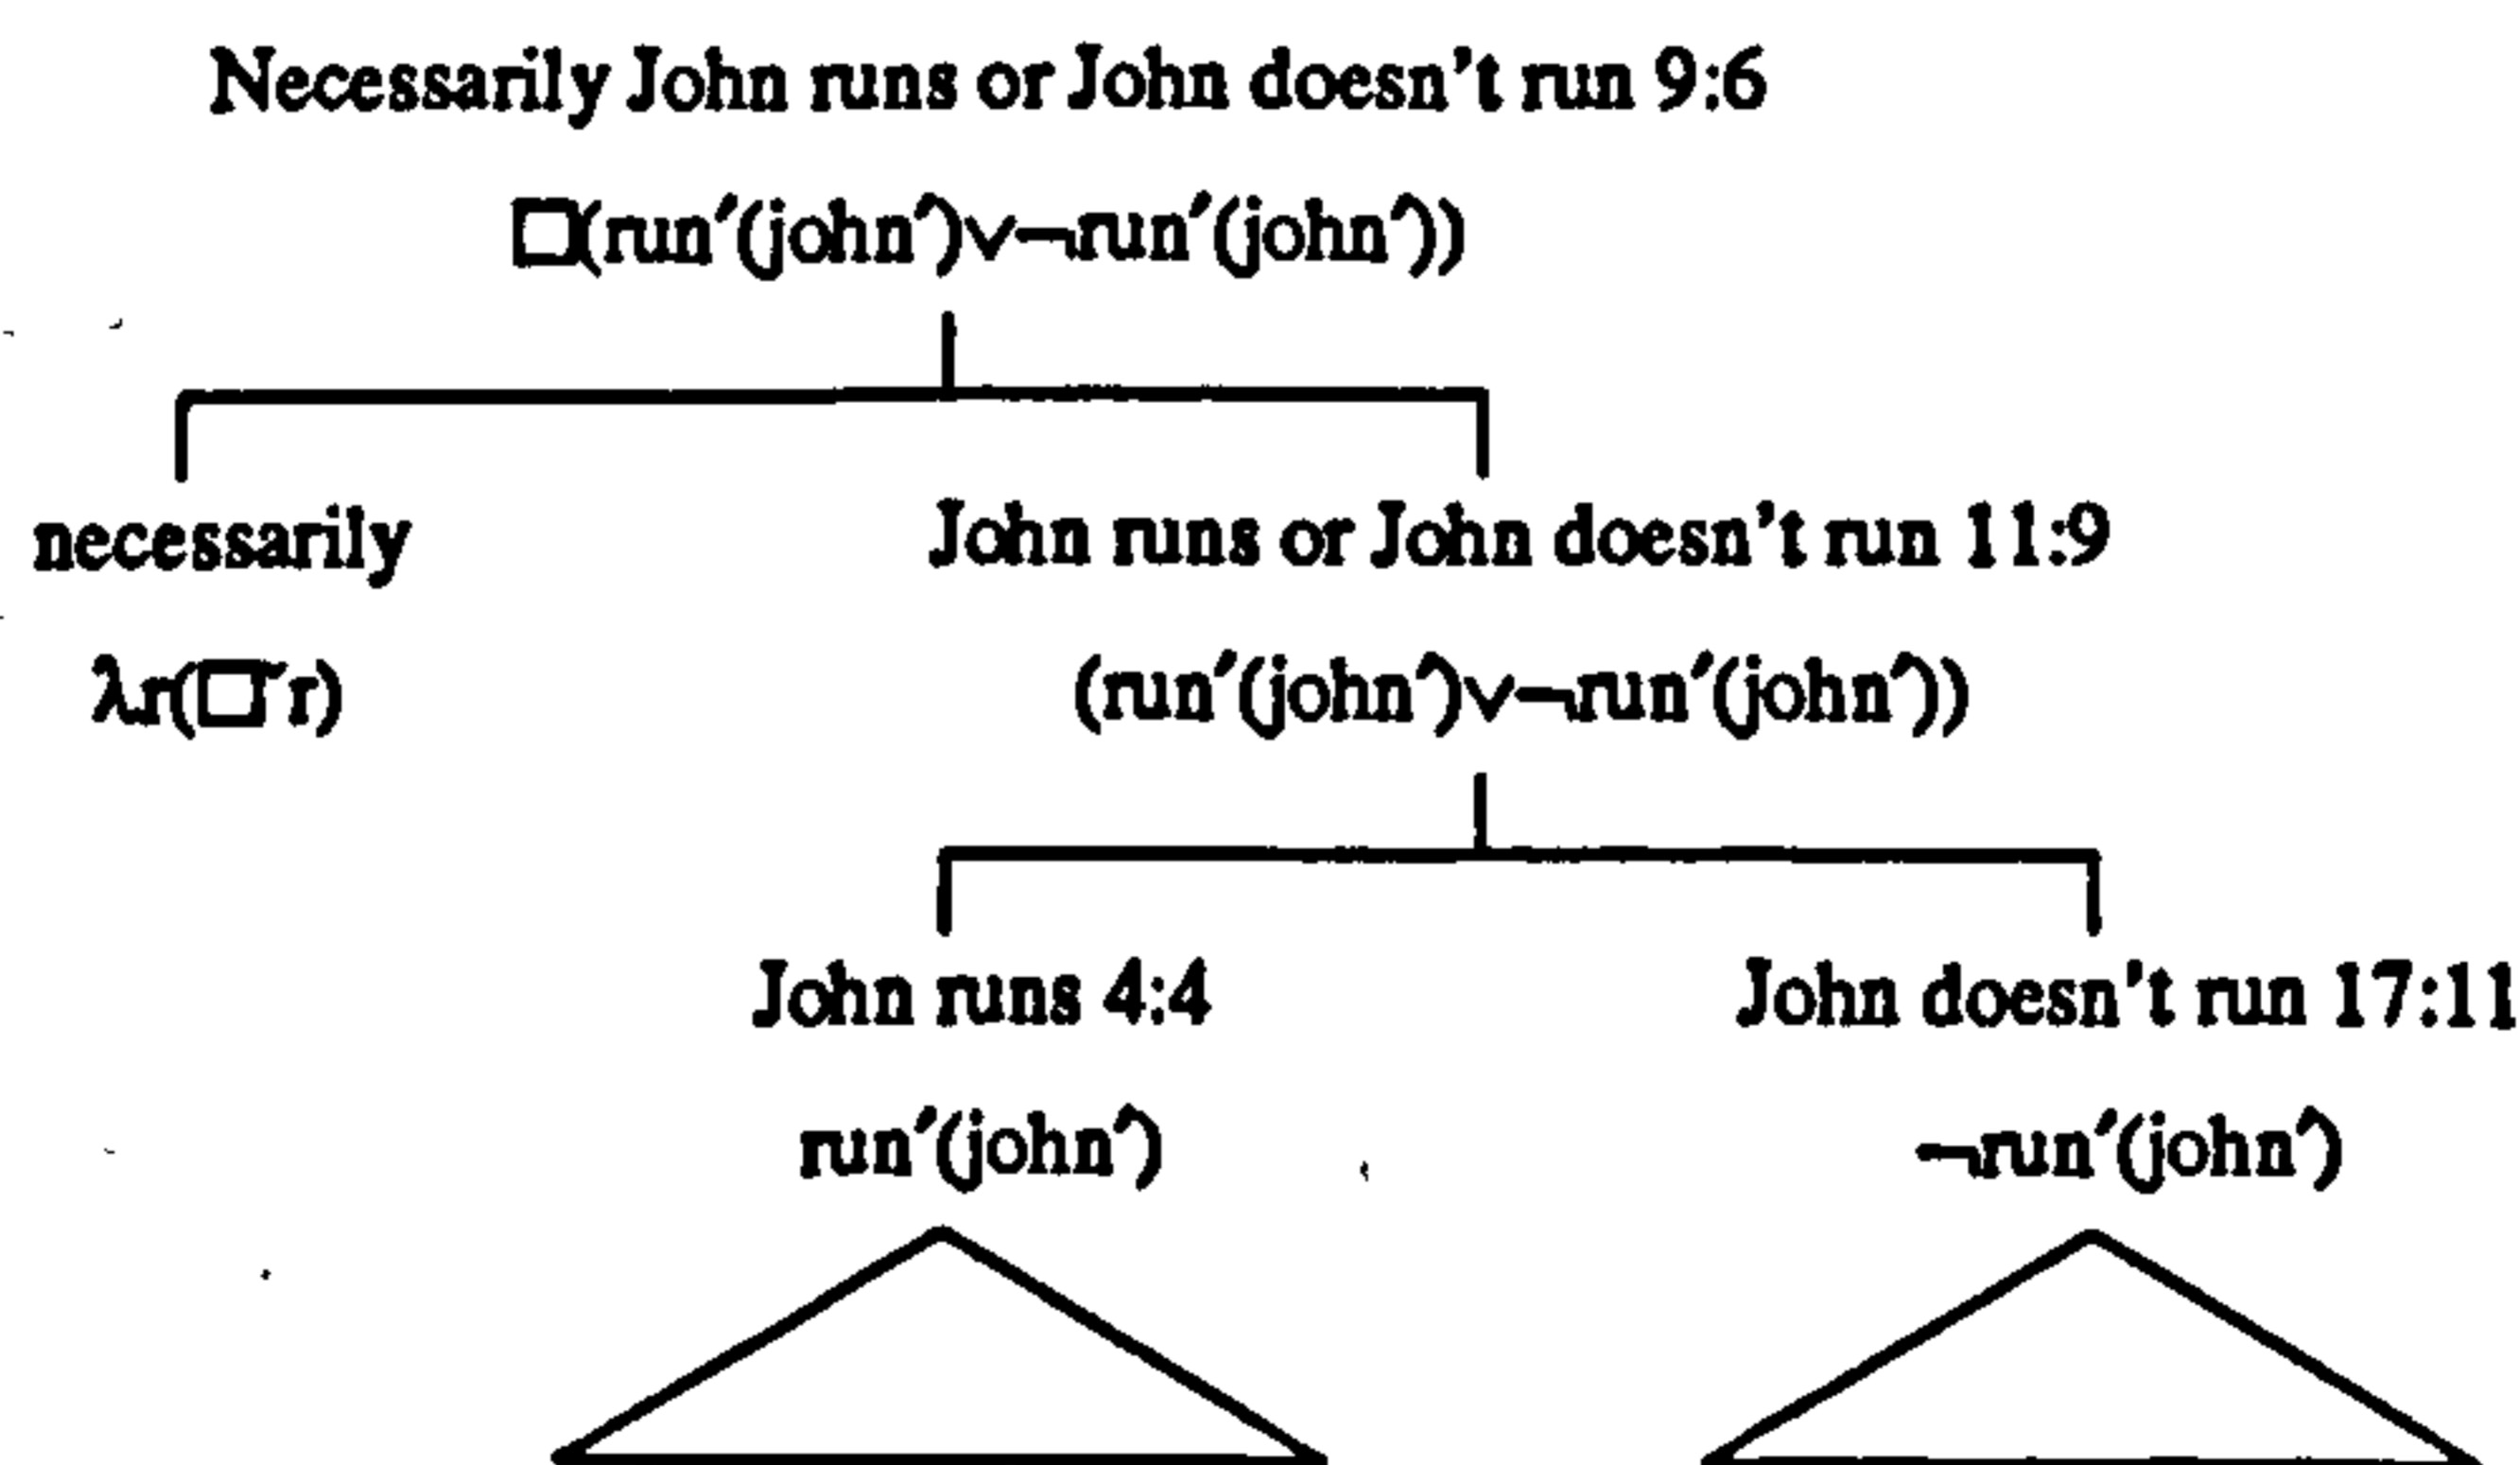 Necessarily John runs or John doesn't run 9:6
□(run′(john′)∨¬run′(john′))
necessarily
John runs or John doesn't run 11:9
λr(□ˇr)
(run′(john′)∨¬run′(john′))
John runs 4:4
John doesn't run 17:11
run′(john′)
¬run′(john′)